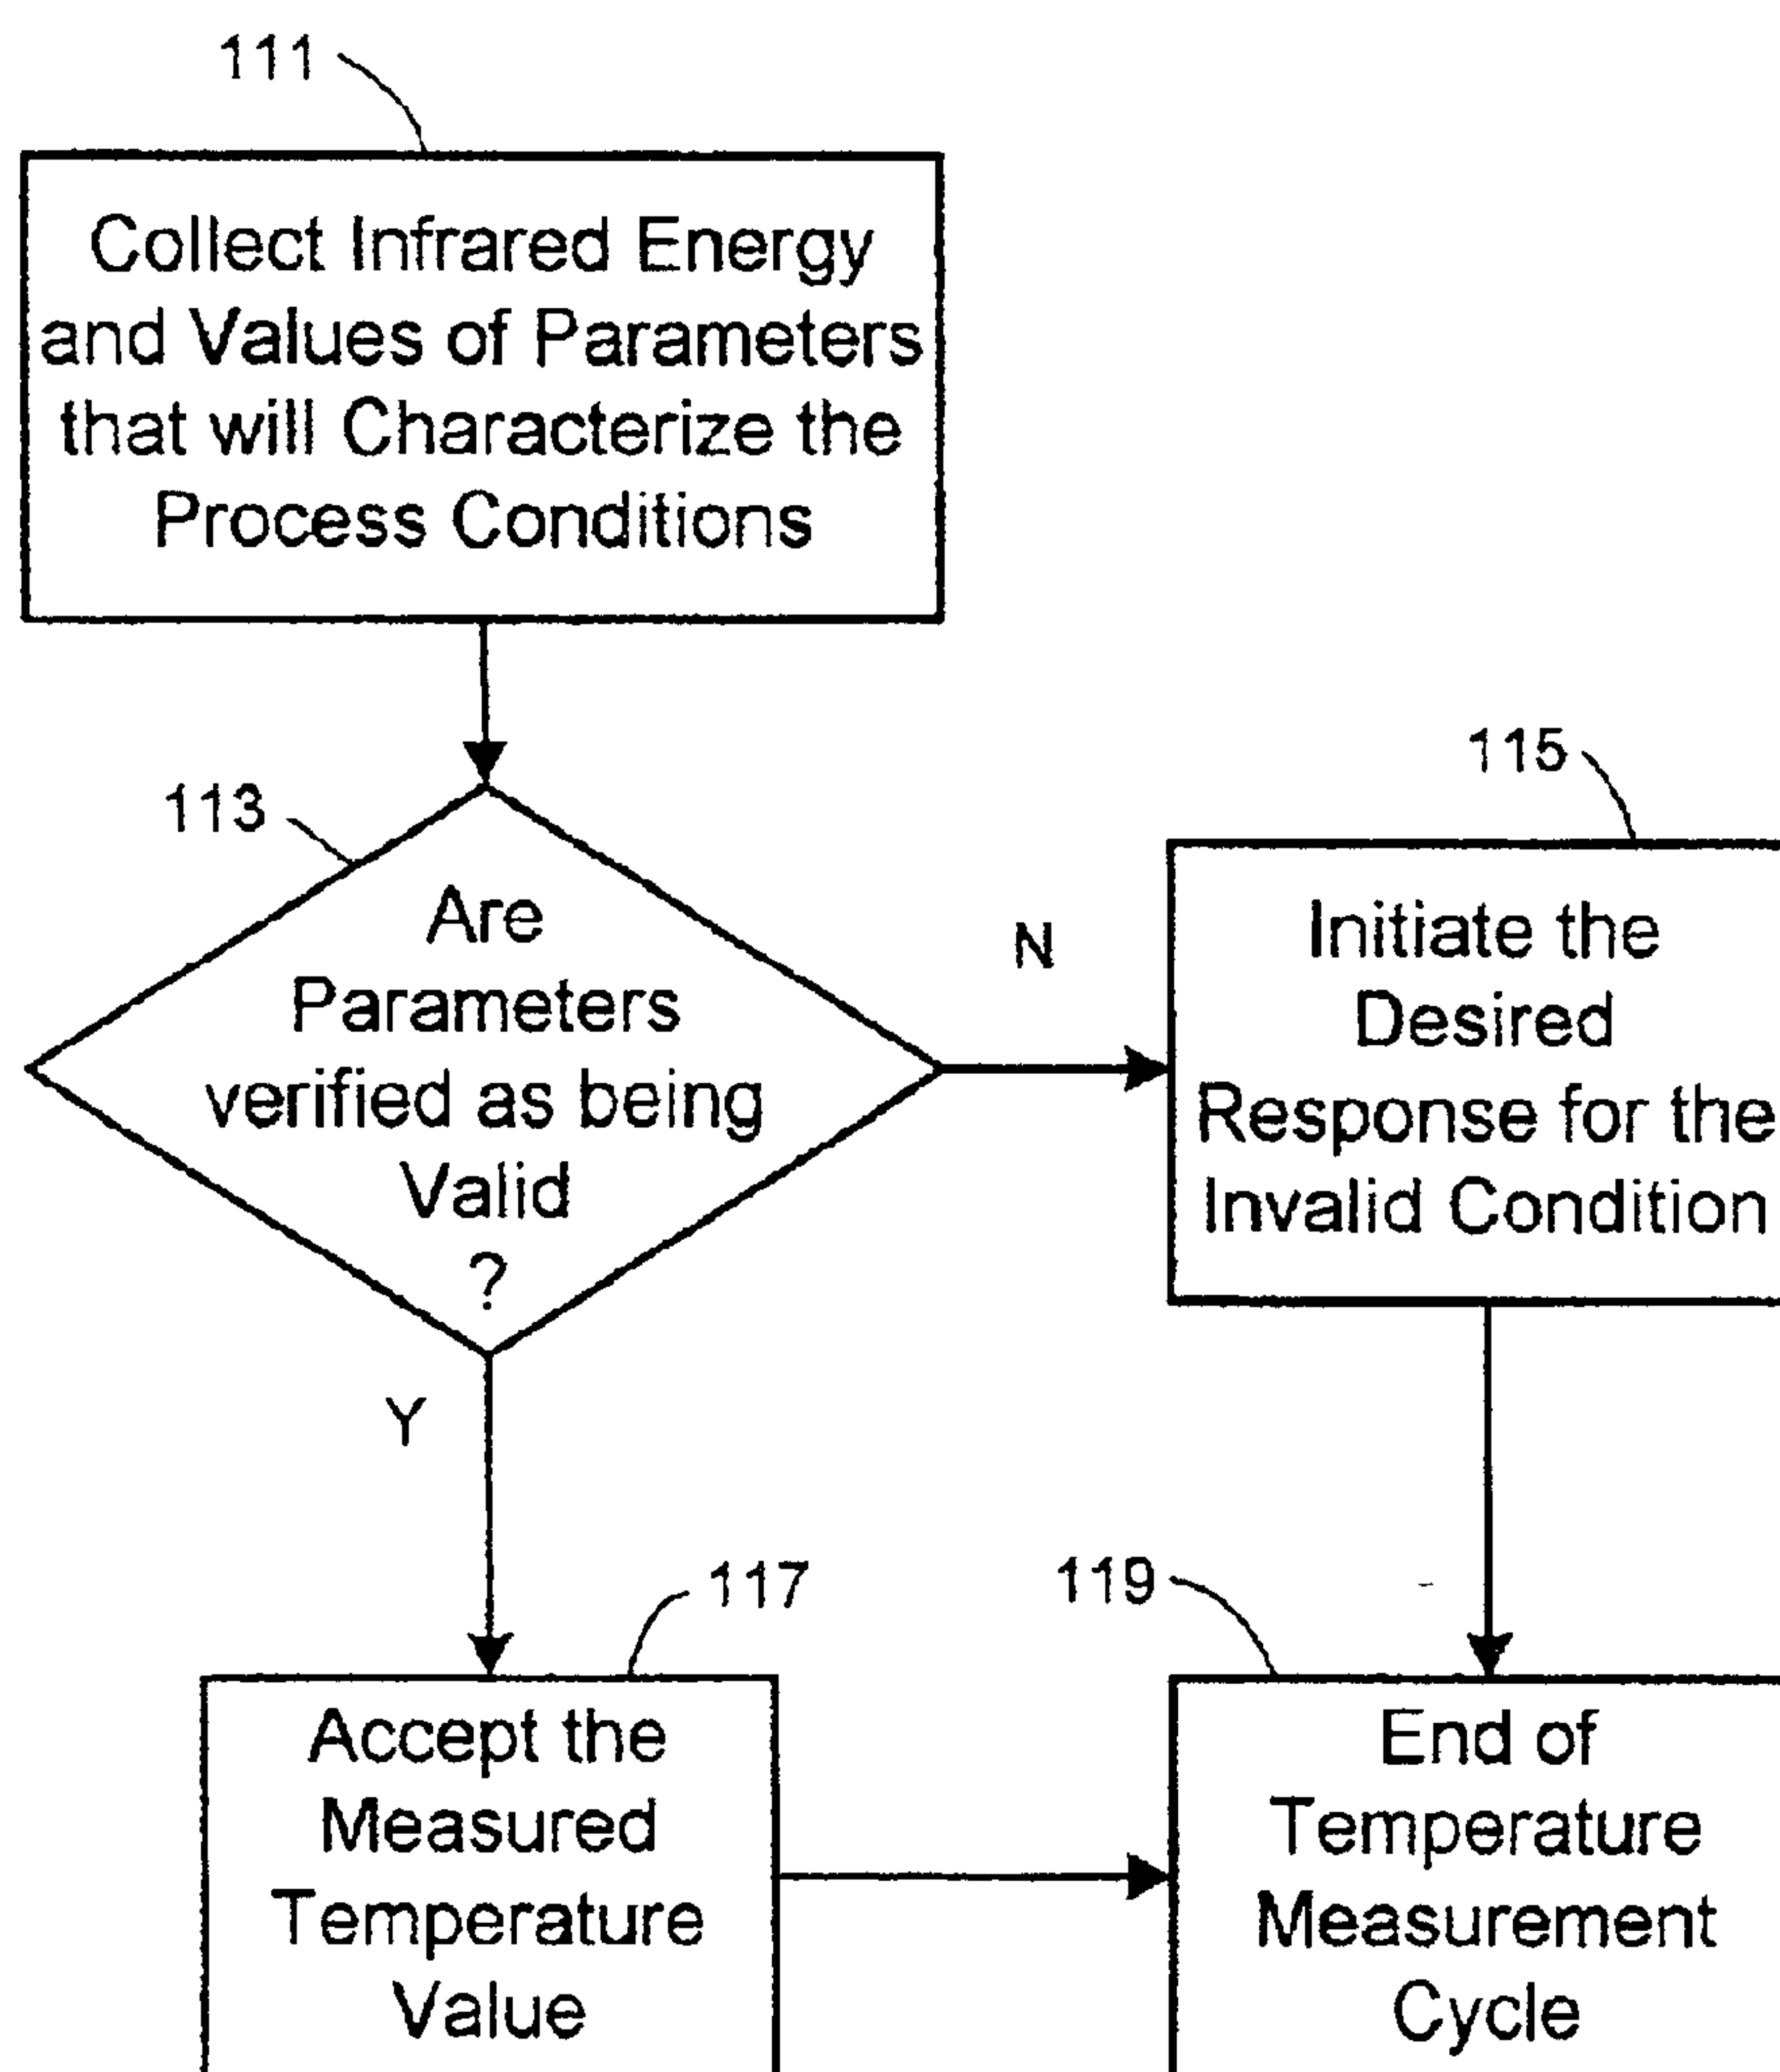 111
Collect Infrared Energy
and Values of Parameters
that will Characterize the
Process Conditions
113
Are
Parameters
verified as being
Valid
?
N
115
Initiate the
Desired
Response for the
Invalid Condition
Y
117
Accept the
Measured
Temperature
Value
119
End of
Temperature
Measurement
Cycle